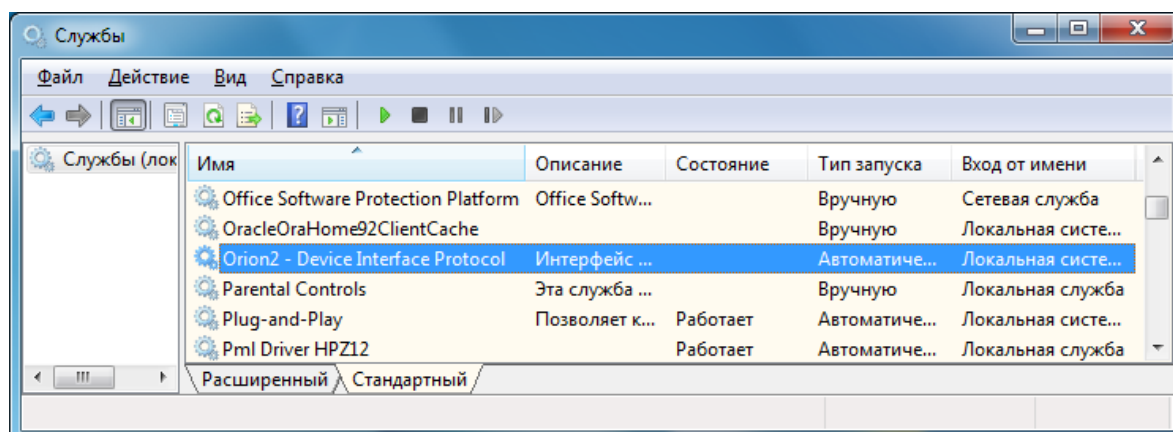 Службы
Файл Действие Вид Справка
Службы (лок
Имя Описание Состояние Тип запуска Вход от имени
Office Software Protection Platform Office Softw... Вручную Сетевая служба
OracleOraHome92ClientCache Вручную Локальная систе...
Orion2 - Device Interface Protocol Интерфейс ... Автоматиче... Локальная систе...
Parental Controls Эта служба ... Вручную Локальная служба
Plug-and-Play Позволяет к... Работает Автоматиче... Локальная систе...
Pml Driver HPZ12 Работает Автоматиче... Локальная служба
Расширенный Стандартный